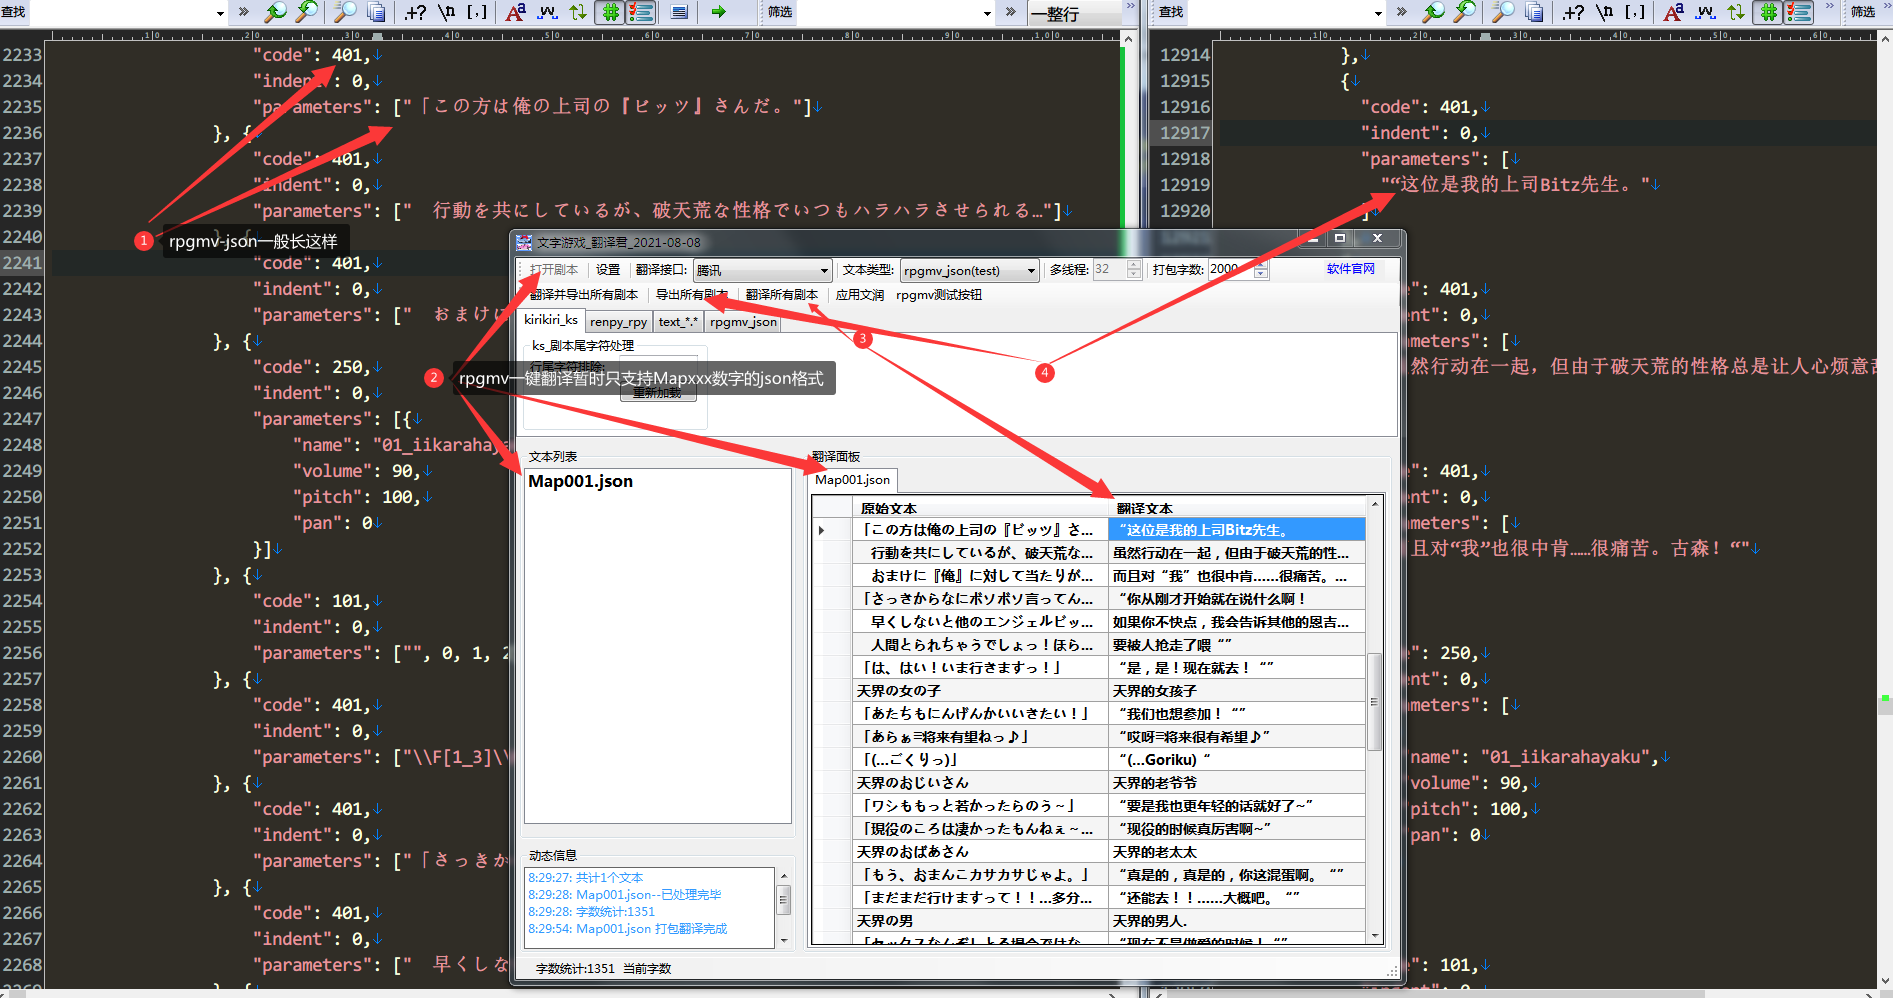 查找 » .+? \n [,] Aa » 筛选 » 一整行 »
查找 » .+? \n [,] Aa » 筛选 »
2233 "code": 401,↓
2234 "indent": 0,↓
2235 "parameters": ["「この方は俺の上司の『ビッツ』さんだ。"]↓
2236 }, {↓
2237 "code": 401,↓
2238 "indent": 0,↓
2239 "parameters": ["　行動を共にしているが、破天荒な性格でいつもハラハラさせられる…"]↓
2240
2241 "code": 401,↓
2242 "indent": 0,↓
2243 "parameters": ["　おまけに
2244 }, {↓
2245 "code": 250,↓
2246 "indent": 0,↓
2247 "parameters": [{↓
2248 "name": "01_iikarahaya
2249 "volume": 90,↓
2250 "pitch": 100,↓
2251 "pan": 0↓
2252 }]↓
2253 }, {↓
2254 "code": 101,↓
2255 "indent": 0,↓
2256 "parameters": ["", 0, 1, 2
2257 }, {↓
2258 "code": 401,↓
2259 "indent": 0,↓
2260 "parameters": ["\\F[1_3]\\
2261 }, {↓
2262 "code": 401,↓
2263 "indent": 0,↓
2264 "parameters": ["「さっきか
2265 }, {↓
2266 "code": 401,↓
2267 "indent": 0,↓
2268 "parameters": ["　早くしな
1 rpgmv-json一般长这样
2 rpgmv一键翻译暂时只支持Mapxxx数字的json格式
3
4
文字游戏_翻译君_2021-08-08
打开剧本 设置 翻译接口: 腾讯 文本类型: rpgmv_json(test) 多线程: 32 打包字数: 2000 软件官网
翻译并导出所有剧本 导出所有剧本 翻译所有剧本 应用文润 rpgmv测试按钮
kirikiri_ks renpy_rpy text_*.* rpgmv_json
ks_剧本尾字符处理
行尾字符排除:
重新加载
文本列表
Map001.json
动态信息
8:29:27: 共计1个文本
8:29:28: Map001.json--已处理完毕
8:29:28: 字数统计:1351
8:29:54: Map001.json 打包翻译完成
字数统计:1351 当前字数
翻译面板
Map001.json
原始文本 翻译文本
「この方は俺の上司の『ビッツ』さ... “这位是我的上司Bitz先生。
行動を共にしているが、破天荒な... 虽然行动在一起，但由于破天荒的性...
おまけに『俺』に対して当たりが... 而且对“我”也很中肯......很痛苦。...
「さっきからなにボソボソ言ってん... “你从刚才开始就在说什么啊！
早くしないと他のエンジェルビッ... 如果你不快点，我会告诉其他的恩吉...
人間とられちゃうでしょっ！ほら... 要被人抢走了喂“”
「は、はい！いま行きますっ！」 “是，是！现在就去！“”
天界の女の子 天界的女孩子
「あたちもにんげんかいいきたい！」 “我们也想参加！“”
「あらぁ≡将来有望ねっ♪」 “哎呀≡将来很有希望♪”
「(…ごくりっ)」 “(...Goriku)“
天界のおじいさん 天界的老爷爷
「ワシももっと若かったらのう～」 “要是我也更年轻的话就好了~”
「現役のころは凄かったもんねぇ～... “现役的时候真厉害啊~”
天界のおばあさん 天界的老太太
「もう、おまんこカサカサじゃよ。」 “真是的，真是的，你这混蛋啊。“”
「まだまだ行けますって！！...多分... “还能去！！......大概吧。“”
天界の男 天界的男人.
「セックスなんぞしとる場合ではな... “现在不是做爱的时候！“”
12914 },↓
12915 {↓
12916 "code": 401,↓
12917 "indent": 0,↓
12918 "parameters": [↓
12919 "“这位是我的上司Bitz先生。"↓
12920 ]↓
": 401,↓
nt": 0,↓
meters": [↓
然行动在一起，但由于破天荒的性格总是让人心烦意
": 401,↓
nt": 0,↓
meters": [↓
且对“我”也很中肯……很痛苦。古森！“"↓
": 250,↓
nt": 0,↓
meters": [↓
name": "01_iikarahayaku",↓
volume": 90,↓
pitch": 100,↓
pan": 0↓
": 101,↓